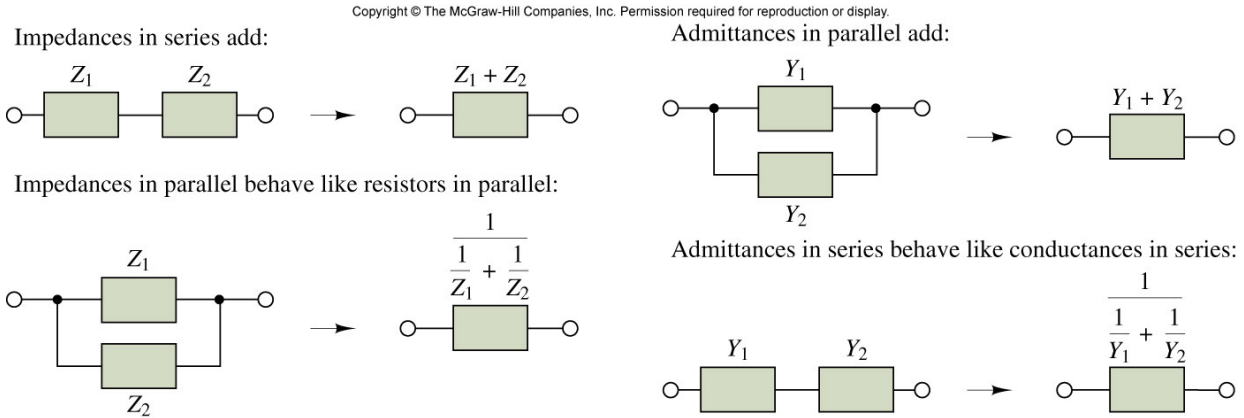 Copyright © The McGraw-Hill Companies, Inc. Permission required for reproduction or display.
Impedances in series add:
Z₁ Z₂ Z₁ + Z₂
Impedances in parallel behave like resistors in parallel:
Z₁
Z₂
1
1 1
+
Z₁ Z₂
Admittances in parallel add:
Y₁
Y₂
Y₁ + Y₂
Admittances in series behave like conductances in series:
Y₁ Y₂
1
1 1
+
Y₁ Y₂